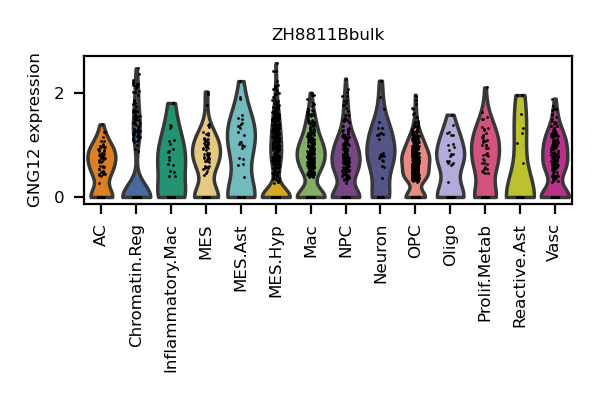 ZH8811Bbulk
GNG12 expression
2
0
AC
Chromatin.Reg
Inflammatory.Mac
MES
MES.Ast
MES.Hyp
Mac
NPC
Neuron
OPC
Oligo
Prolif.Metab
Reactive.Ast
Vasc